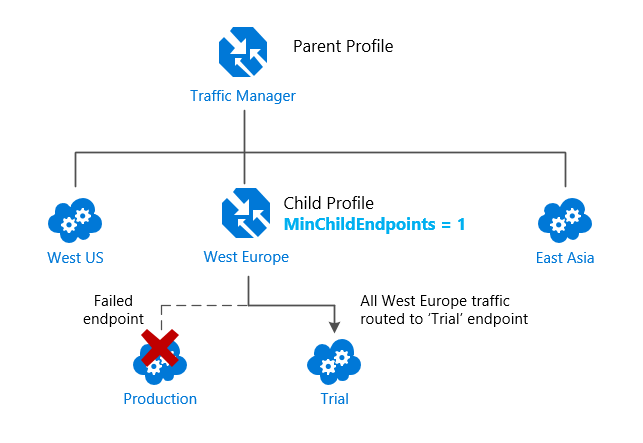 Parent Profile
Traffic Manager
Child Profile
MinChildEndpoints = 1
West US
West Europe
East Asia
Failed
endpoint
All West Europe traffic
routed to ‘Trial’ endpoint
Production
Trial